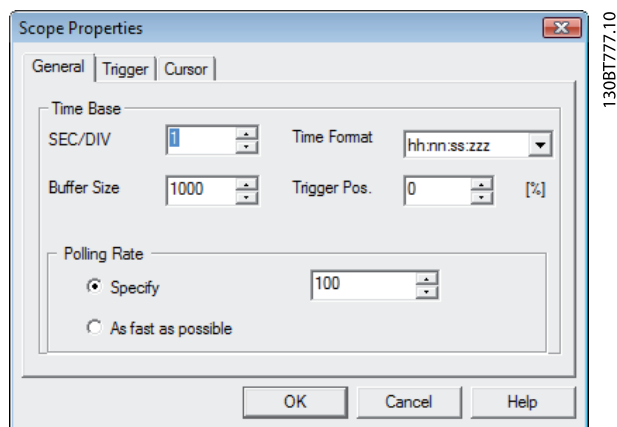 Scope Properties
130BT777.10
General Trigger Cursor
Time Base
SEC/DIV 1 Time Format hh:nn:ss:zzz
Buffer Size 1000 Trigger Pos. 0 [%]
Polling Rate
Specify 100
As fast as possible
OK Cancel Help